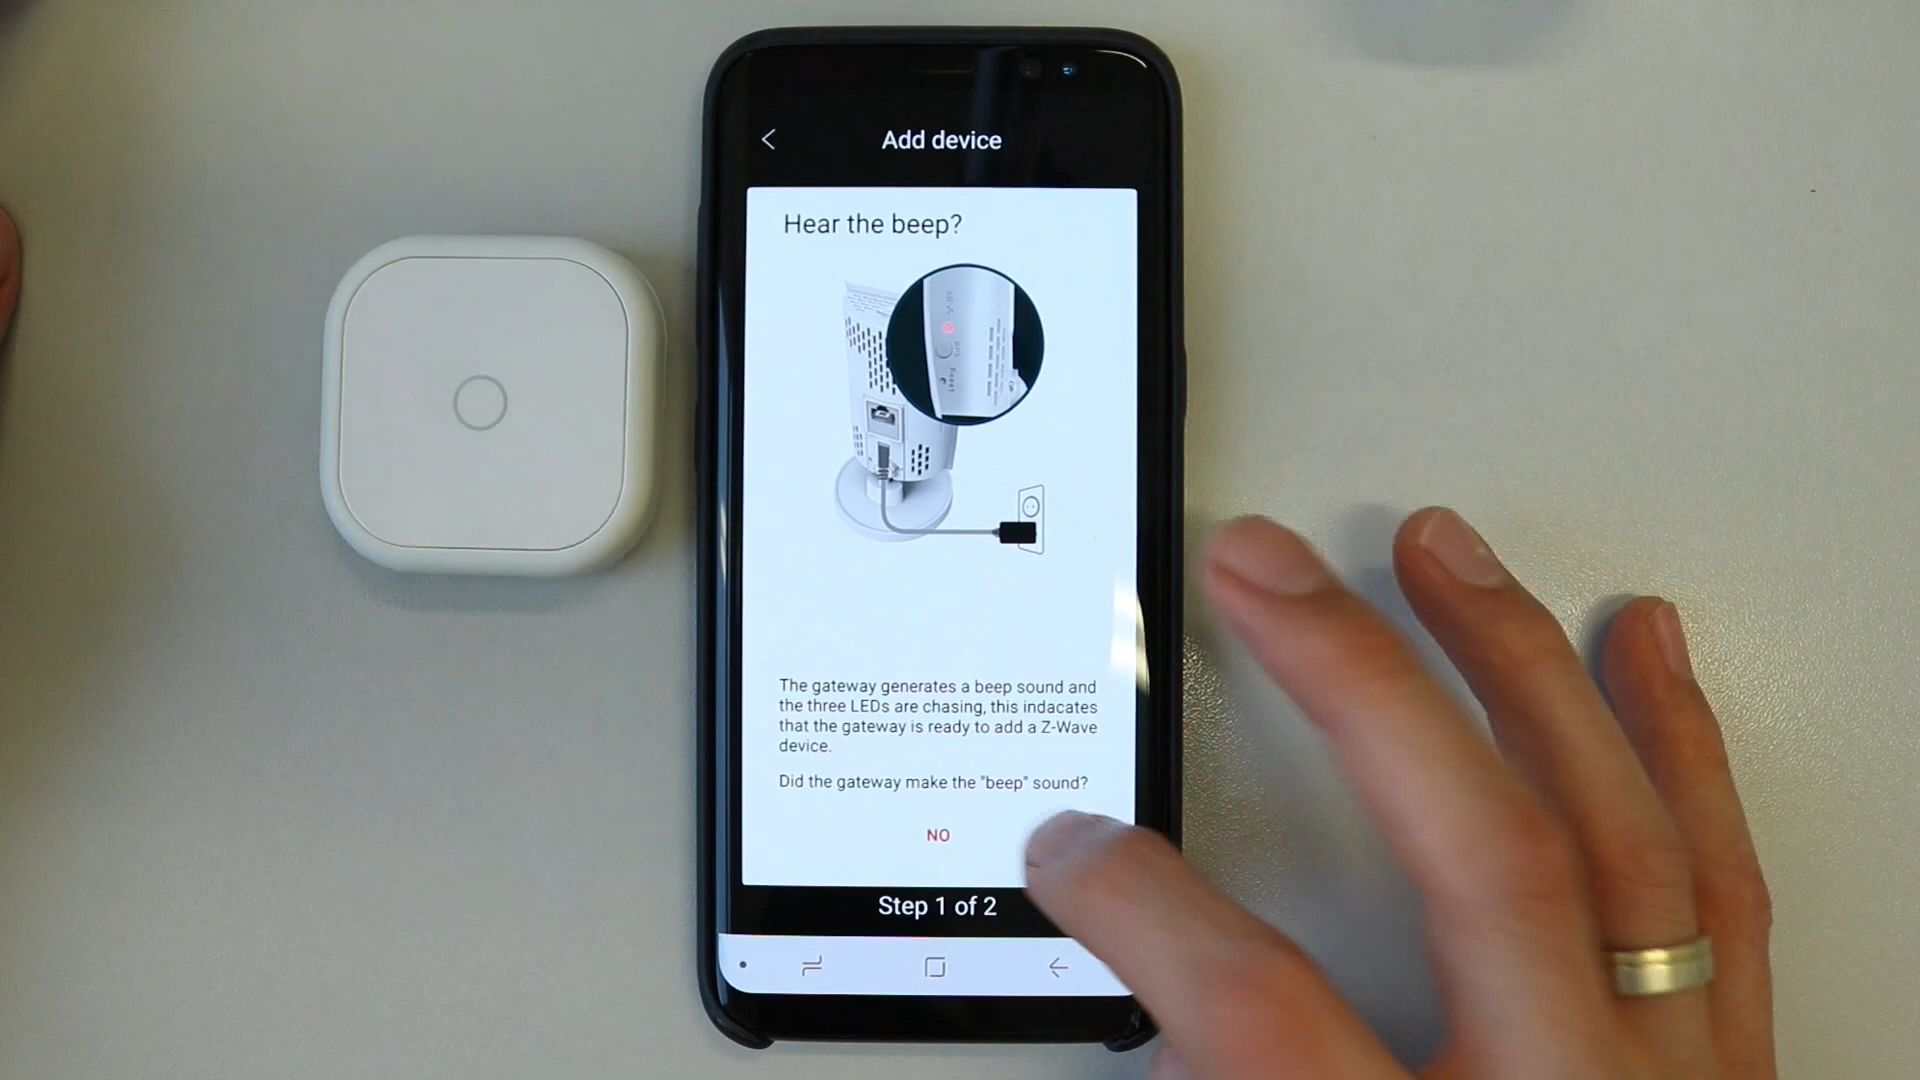 Add device
Hear the beep?
Reset
The gateway generates a beep sound and
the three LEDs are chasing, this indacates
that the gateway is ready to add a Z-Wave
device.
Did the gateway make the "beep" sound?
NO
Step 1 of 2